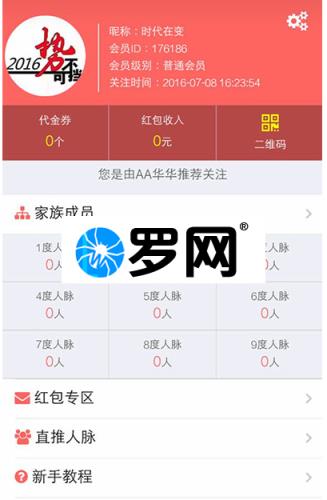 2016 势不可挡
昵称：时代在变
会员ID：176186
会员级别：普通会员
关注时间：2016-07-08 16:23:54
代金券 红包收入
0个 0元 二维码
您是由AA华华推荐关注
家族成员
罗网®
1度人脉
0人 0人 0人
4度人脉 5度人脉 6度人脉
0人 0人 0人
7度人脉 8度人脉 9度人脉
0人 0人 0人
红包专区
直推人脉
新手教程